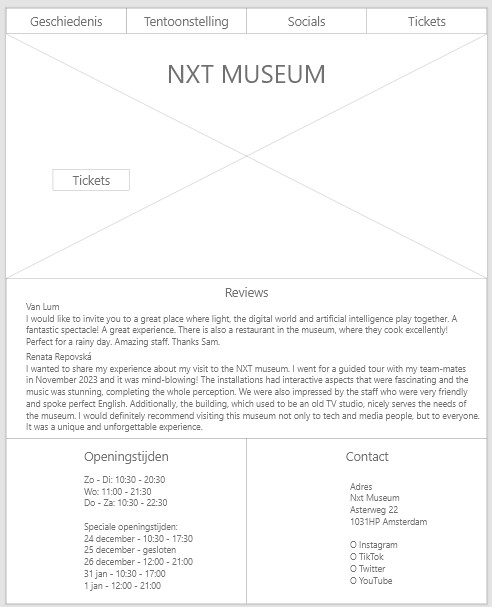 Geschiedenis
Tentoonstelling
Socials
Tickets
NXT MUSEUM
Tickets
Reviews
Van Lum
I would like to invite you to a great place where light, the digital world and artificial intelligence play together. A
fantastic spectacle! A great experience. There is also a restaurant in the museum, where they cook excellently!
Perfect for a rainy day. Amazing staff. Thanks Sam.
Renata Repovská
I wanted to share my experience about my visit to the NXT museum. I went for a guided tour with my team-mates
in November 2023 and it was mind-blowing! The installations had interactive aspects that were fascinating and the
music was stunning, completing the whole perception. We were also impressed by the staff who were very friendly
and spoke perfect English. Additionally, the building, which used to be an old TV studio, nicely serves the needs of
the museum. I would definitely recommend visiting this museum not only to tech and media people, but to everyone.
It was a unique and unforgettable experience.
Openingstijden
Zo - Di: 10:30 - 20:30
Wo: 11:00 - 21:30
Do - Za: 10:30 - 22:30
Speciale openingstijden:
24 december - 10:30 - 17:30
25 december - gesloten
26 december - 12:00 - 21:00
31 jan - 10:30 - 17:00
1 jan - 12:00 - 21:00
Contact
Adres
Nxt Museum
Asterweg 22
1031HP Amsterdam
O Instagram
O TikTok
O Twitter
O YouTube